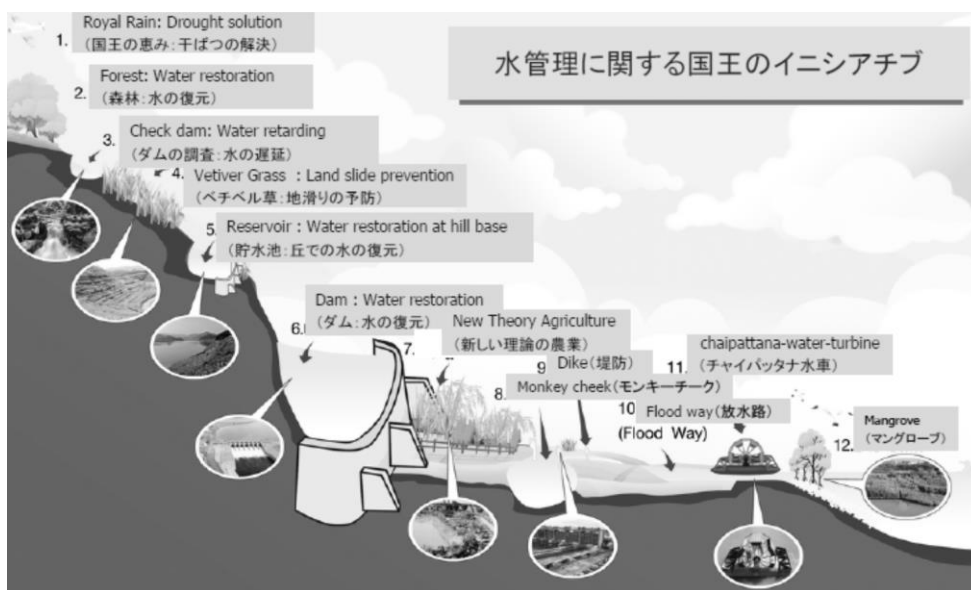 水管理に関する国王のイニシアチブ
1.
Royal Rain: Drought solution
(国王の恵み:干ばつの解決)
2.
Forest: Water restoration
(森林:水の復元)
3.
Check dam: Water retarding
(ダムの調査:水の遅延)
4.
Vetiver Grass : Land slide prevention
(ベチベル草:地滑りの予防)
5.
Reservoir : Water restoration at hill base
(貯水池:丘での水の復元)
6.
Dam : Water restoration
(ダム:水の復元)
7.
New Theory Agriculture
(新しい理論の農業)
8.
Monkey cheek(モンキーチーク)
9
Dike(堤防)
10
Flood way(放水路)
(Flood Way)
11.
chaipattana-water-turbine
(チャイパッタナ水車)
12.
Mangrove
(マングローブ)